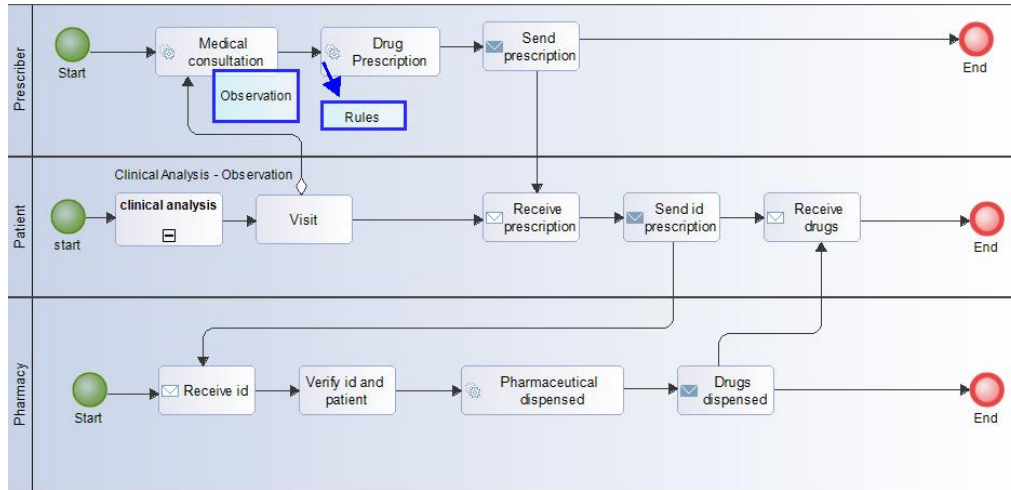 Prescriber
Start
Medical
consultation
Observation
Drug
Prescription
Rules
Send
prescription
End
Patient
start
Clinical Analysis - Observation
clinical analysis
Visit
Receive
prescription
Send id
prescription
Receive
drugs
End
Pharmacy
Start
Receive id
Verify id and
patient
Pharmaceutical
dispensed
Drugs
dispensed
End